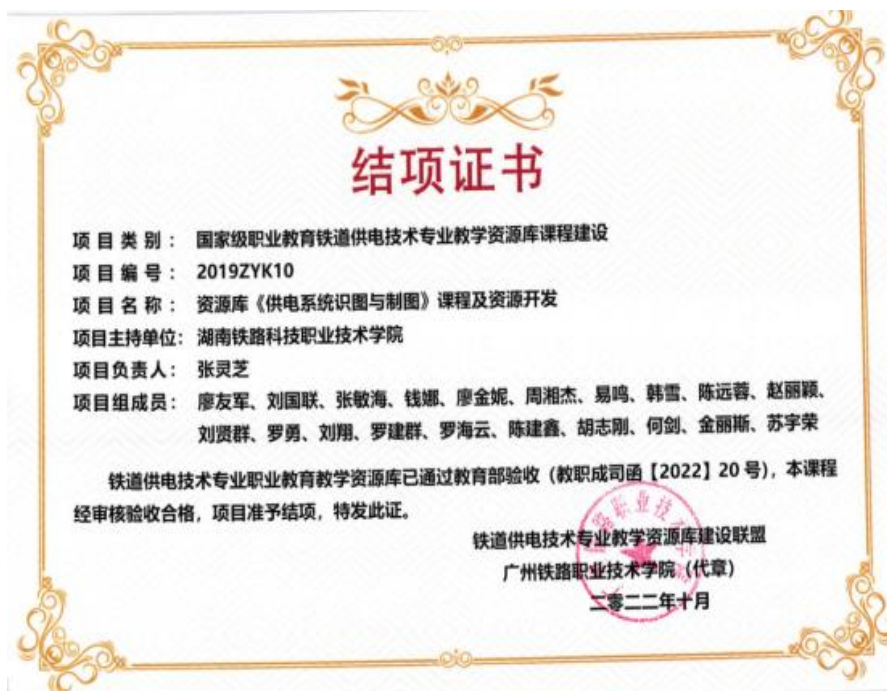 结项证书
项目类别： 国家级职业教育铁道供电技术专业教学资源库课程建设
项目编号： 2019ZYK10
项目名称： 资源库《供电系统识图与制图》课程及资源开发
项目主持单位： 湖南铁路科技职业技术学院
项目负责人： 张灵芝
项目组成员： 廖友军、刘国联、张敏海、钱娜、廖金妮、周湘杰、易鸣、韩雪、陈远蓉、赵丽颖、
刘贤群、罗勇、刘翔、罗建群、罗海云、陈建鑫、胡志刚、何剑、金丽斯、苏宇荣
铁道供电技术专业职业教育教学资源库已通过教育部验收（教职成司函【2022】20号），本课程
经审核验收合格，项目准予结项，特发此证。
铁道供电技术专业教学资源库建设联盟
广州铁路职业技术学院（代章）
二零二二年十月